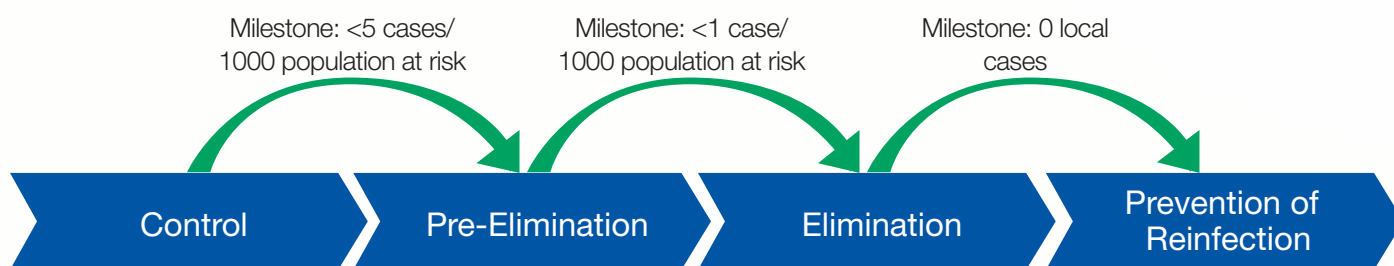 Milestone: <5 cases/
1000 population at risk
Milestone: <1 case/
1000 population at risk
Milestone: 0 local
cases
Control
Pre-Elimination
Elimination
Prevention of
Reinfection